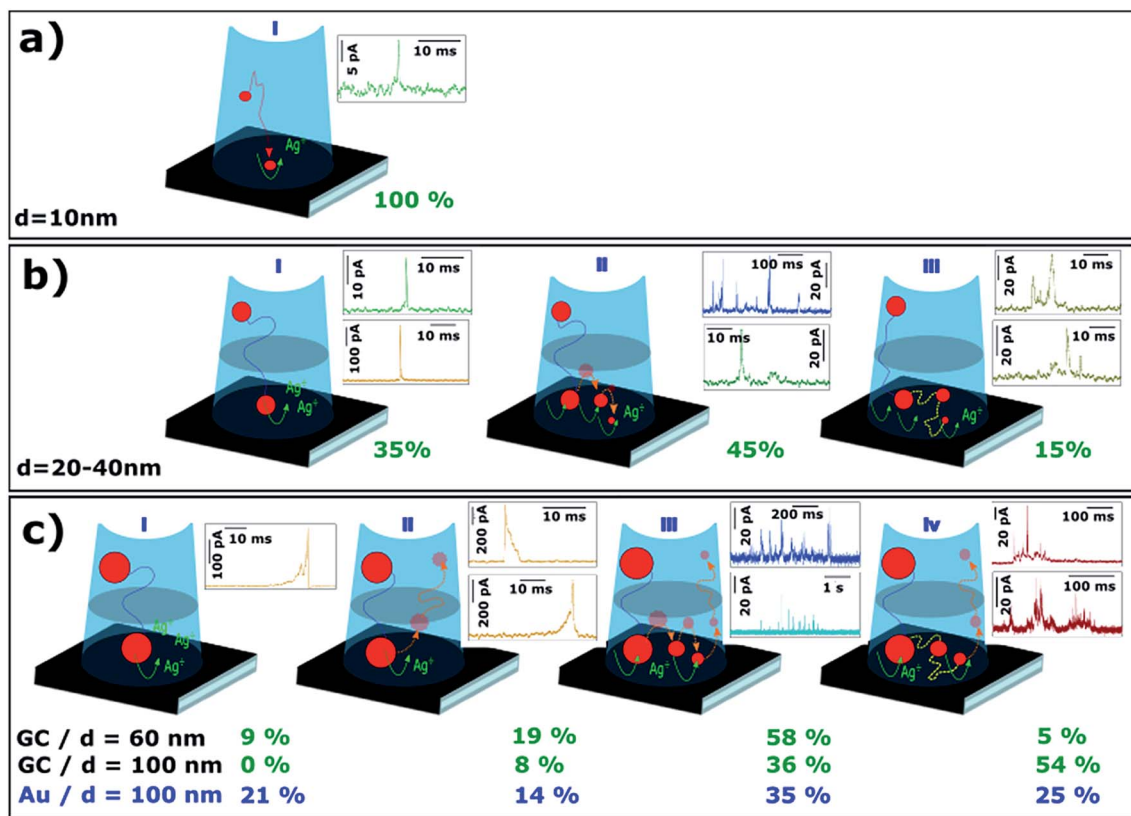 a)
I
5 pA
10 ms
Ag+
100 %
d=10nm
b)
I
10 pA
10 ms
100 pA
10 ms
Ag+
Ag+
35%
II
100 ms
20 pA
10 ms
20 pA
Ag+
45%
III
20 pA
10 ms
20 pA
10 ms
Ag+
15%
d=20-40nm
c)
I
100 pA
10 ms
Ag+
Ag+
Ag+
II
200 pA
10 ms
200 pA
10 ms
Ag+
III
20 pA
200 ms
20 pA
1 s
Ag+
Iv
20 pA
100 ms
20 pA
100 ms
Ag+
GC / d = 60 nm 9 % 19 % 58 % 5 %
GC / d = 100 nm 0 % 8 % 36 % 54 %
Au / d = 100 nm 21 % 14 % 35 % 25 %